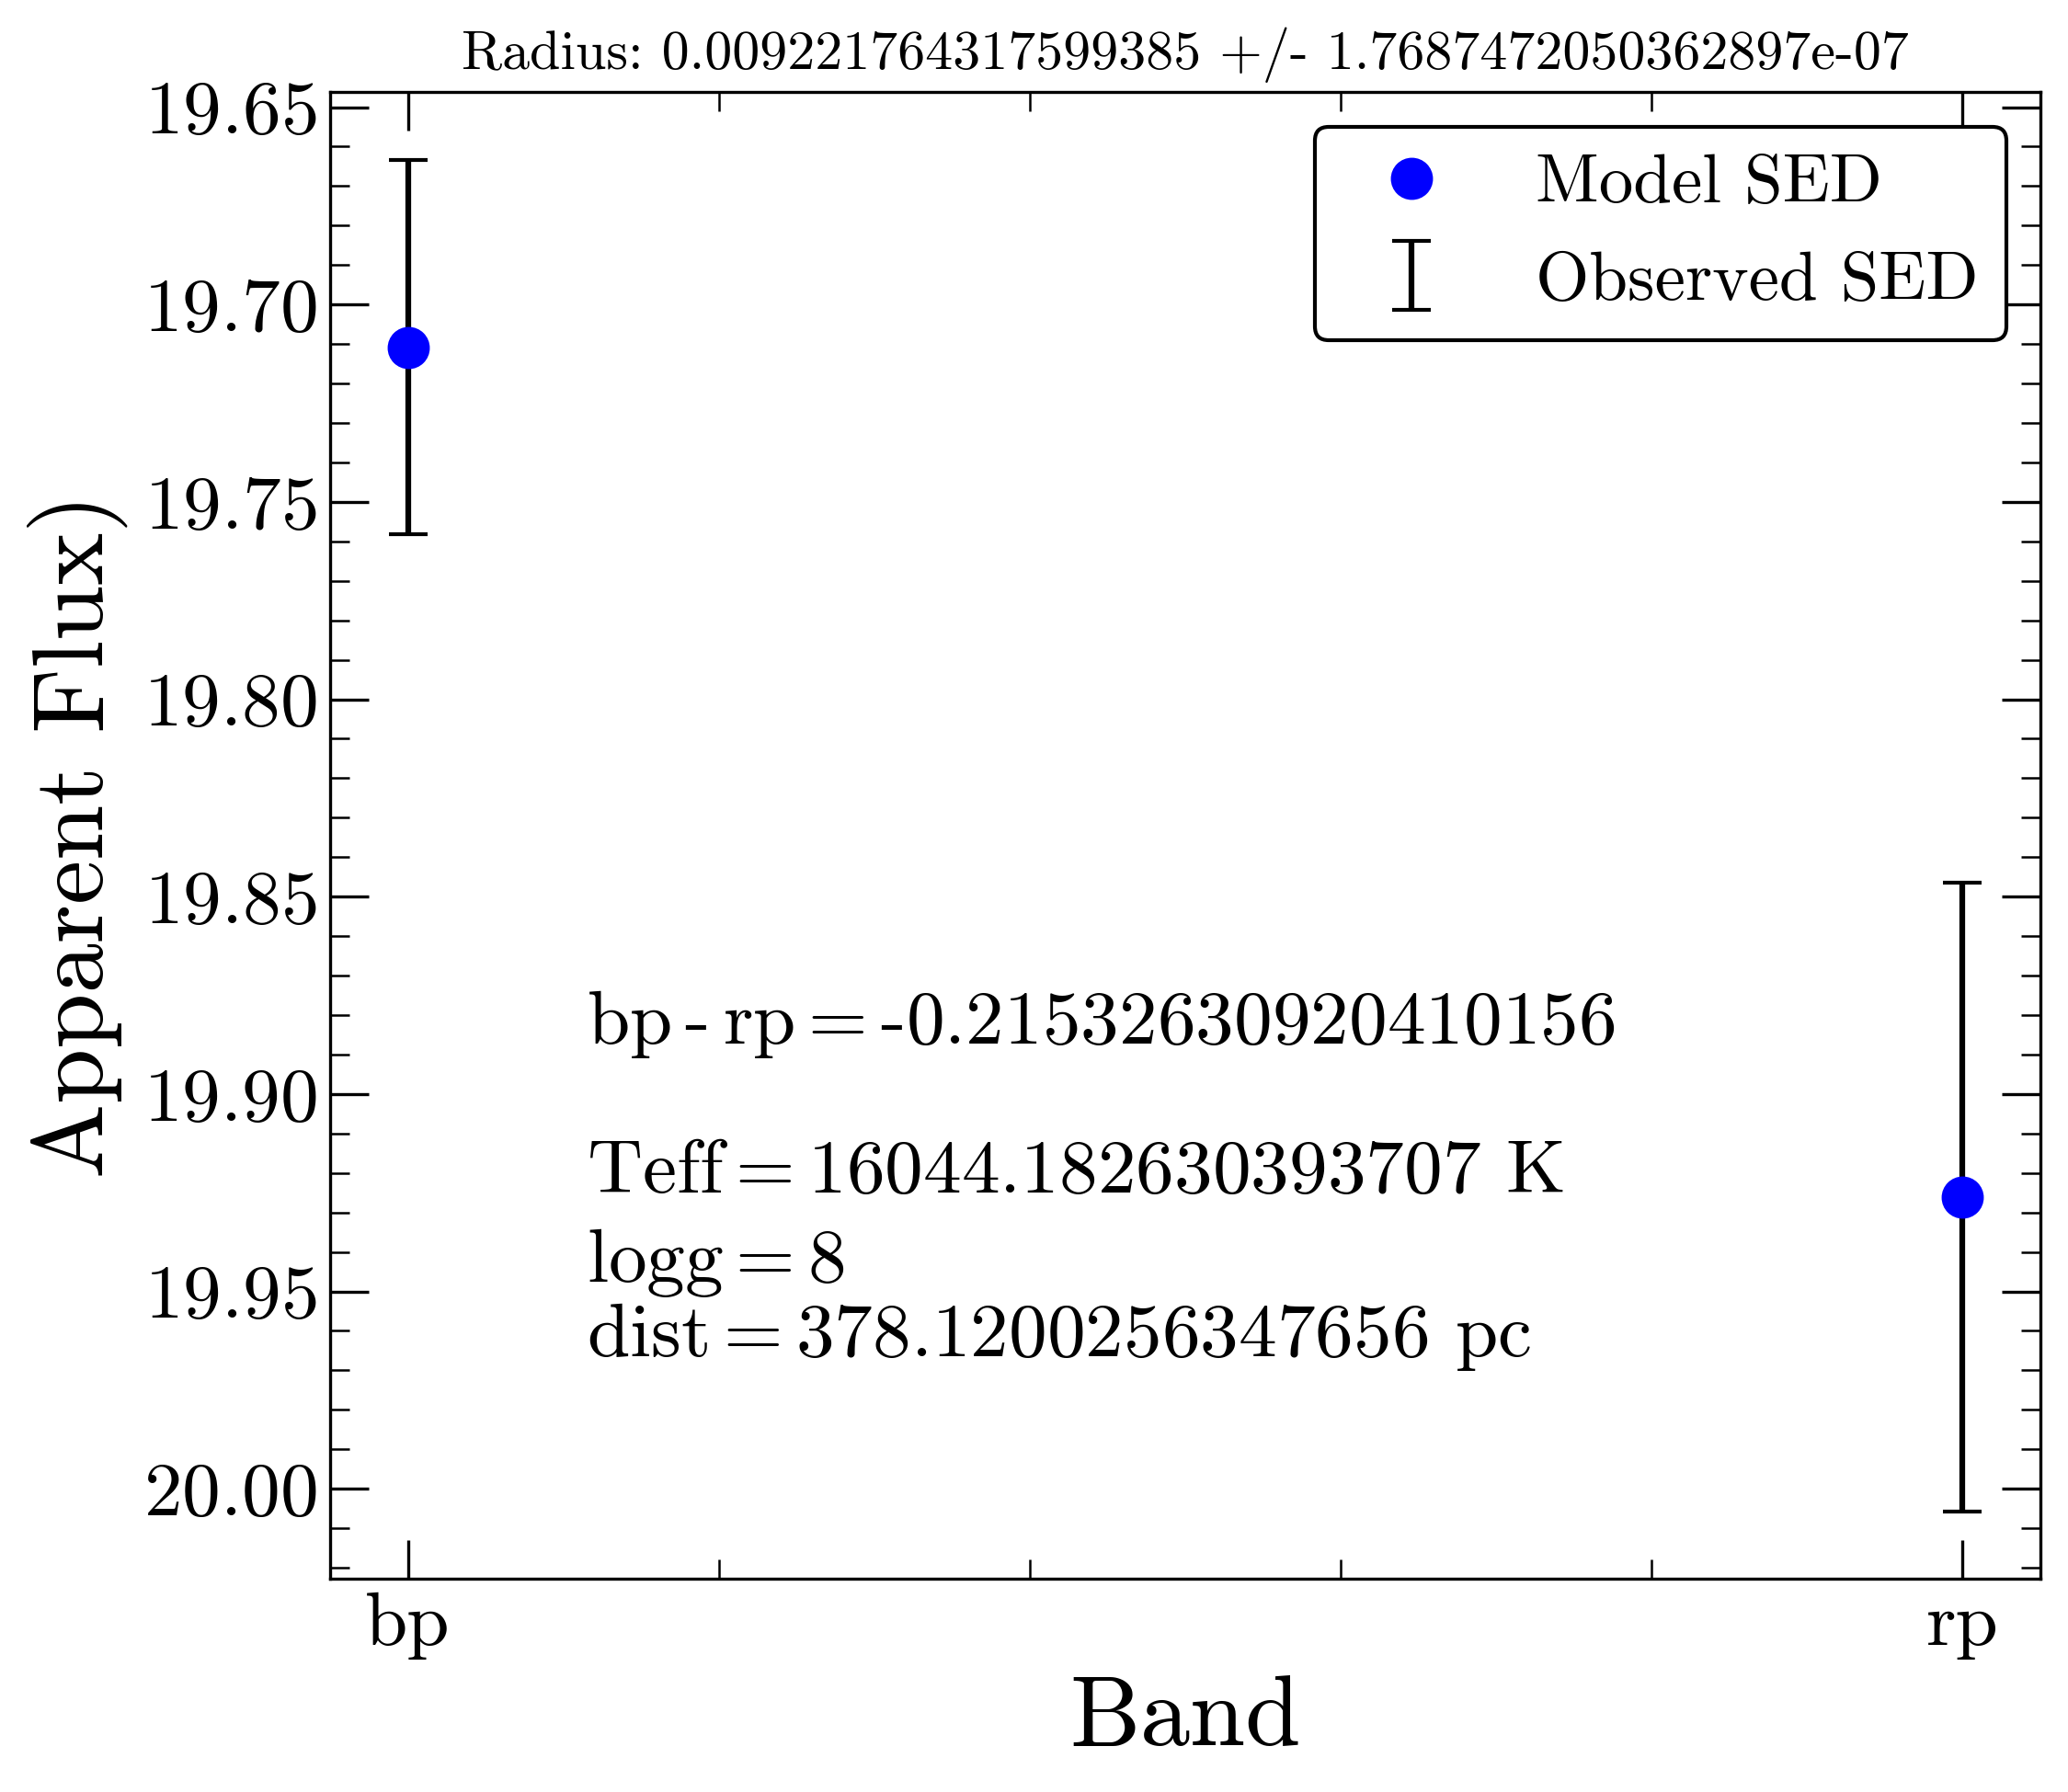 Radius: 0.009221764317599385 +/- 1.7687472050362897e-07
Apparent Flux)
19.65
19.70
19.75
19.80
19.85
19.90
19.95
20.00
Model SED
Observed SED
bp - rp = -0.21532630920410156
Teff = 16044.182630393707 K
logg = 8
dist = 378.1200256347656 pc
bp
rp
Band